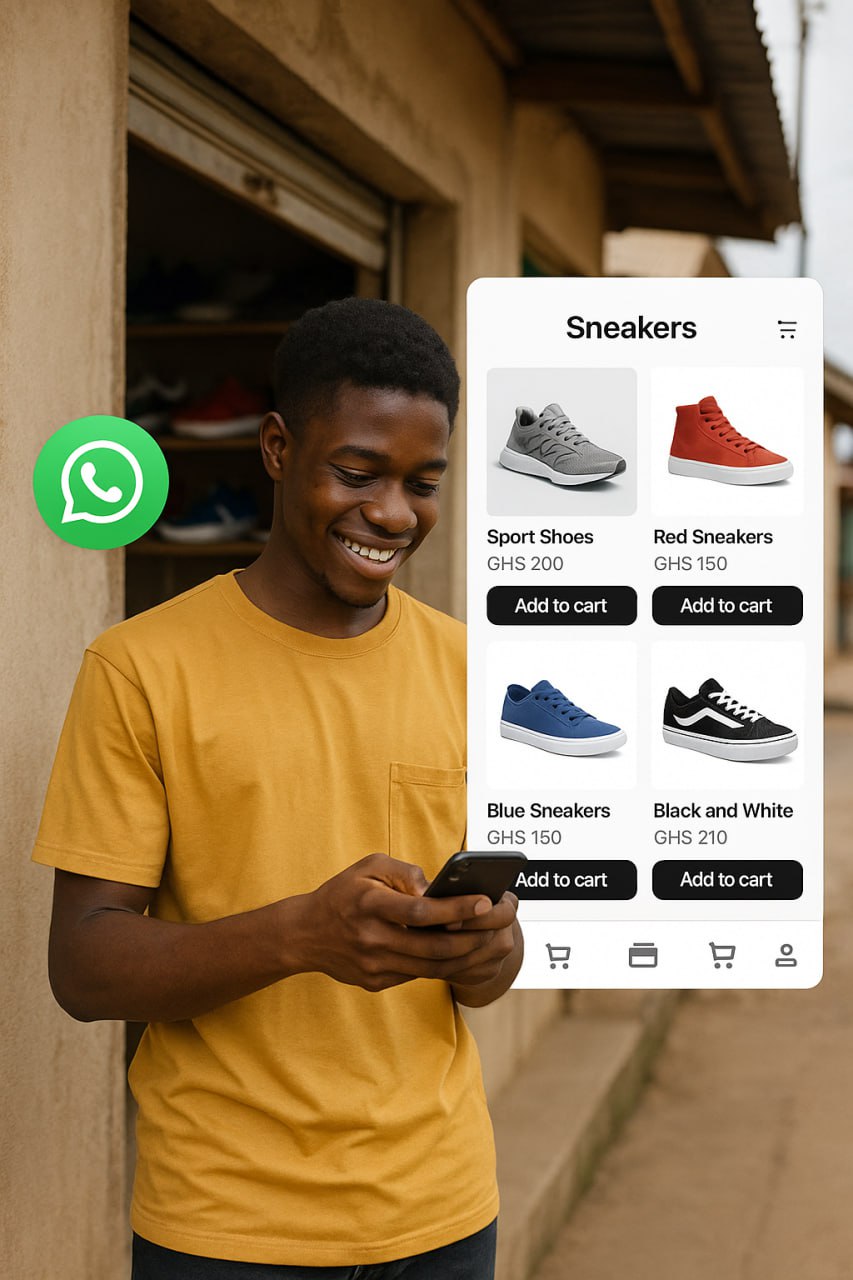 Sneakers
Sport Shoes
GHS 200
Add to cart
Red Sneakers
GHS 150
Add to cart
Blue Sneakers
GHS 150
Add to cart
Black and White
GHS 210
Add to cart